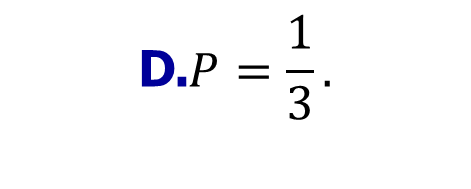 D. P = 1/3.